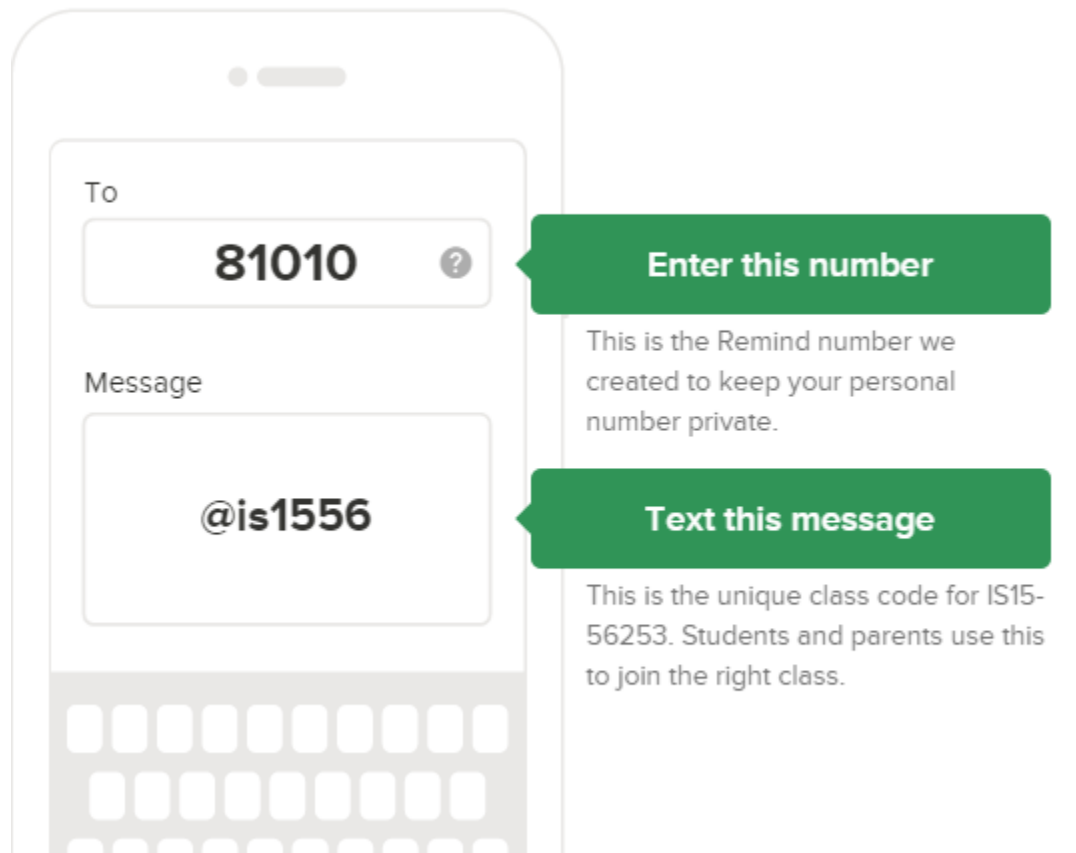 To
81010
?
Enter this number
This is the Remind number we
created to keep your personal
number private.
Message
@is1556
Text this message
This is the unique class code for IS15-
56253. Students and parents use this
to join the right class.